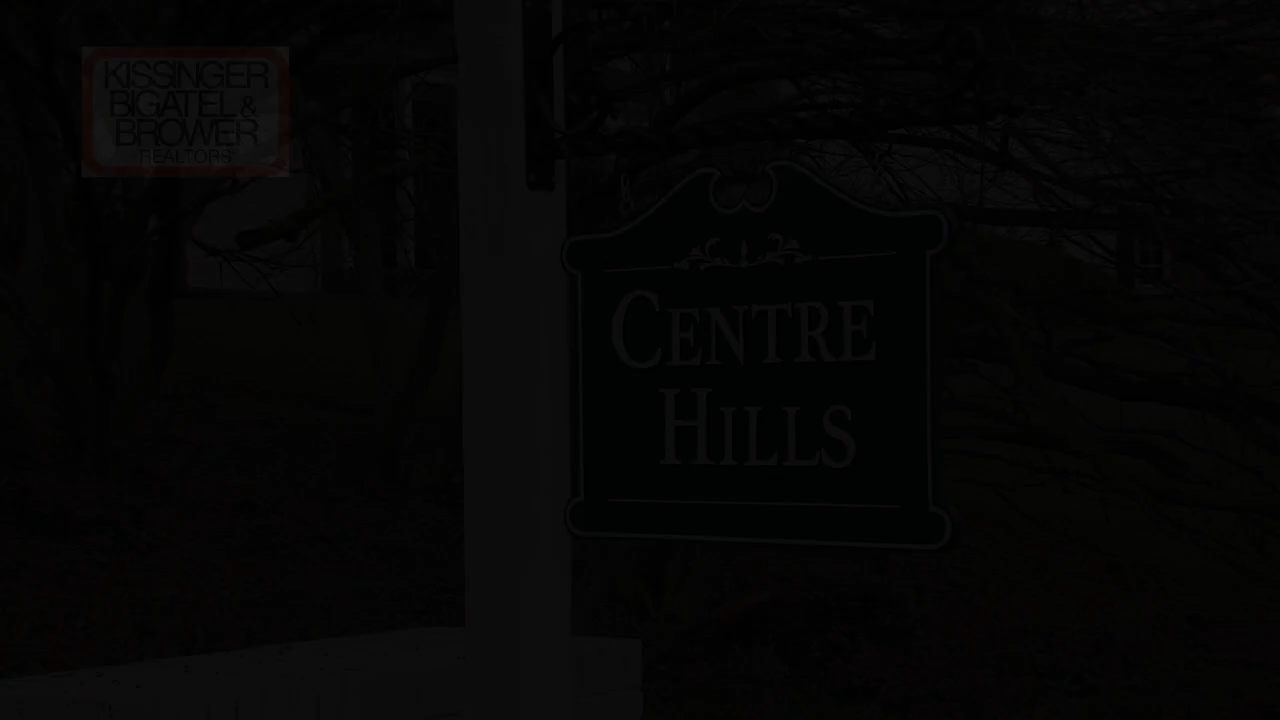 KISSINGER
BIGATEL &
BROWER
REALTORS
CENTRE
HILLS